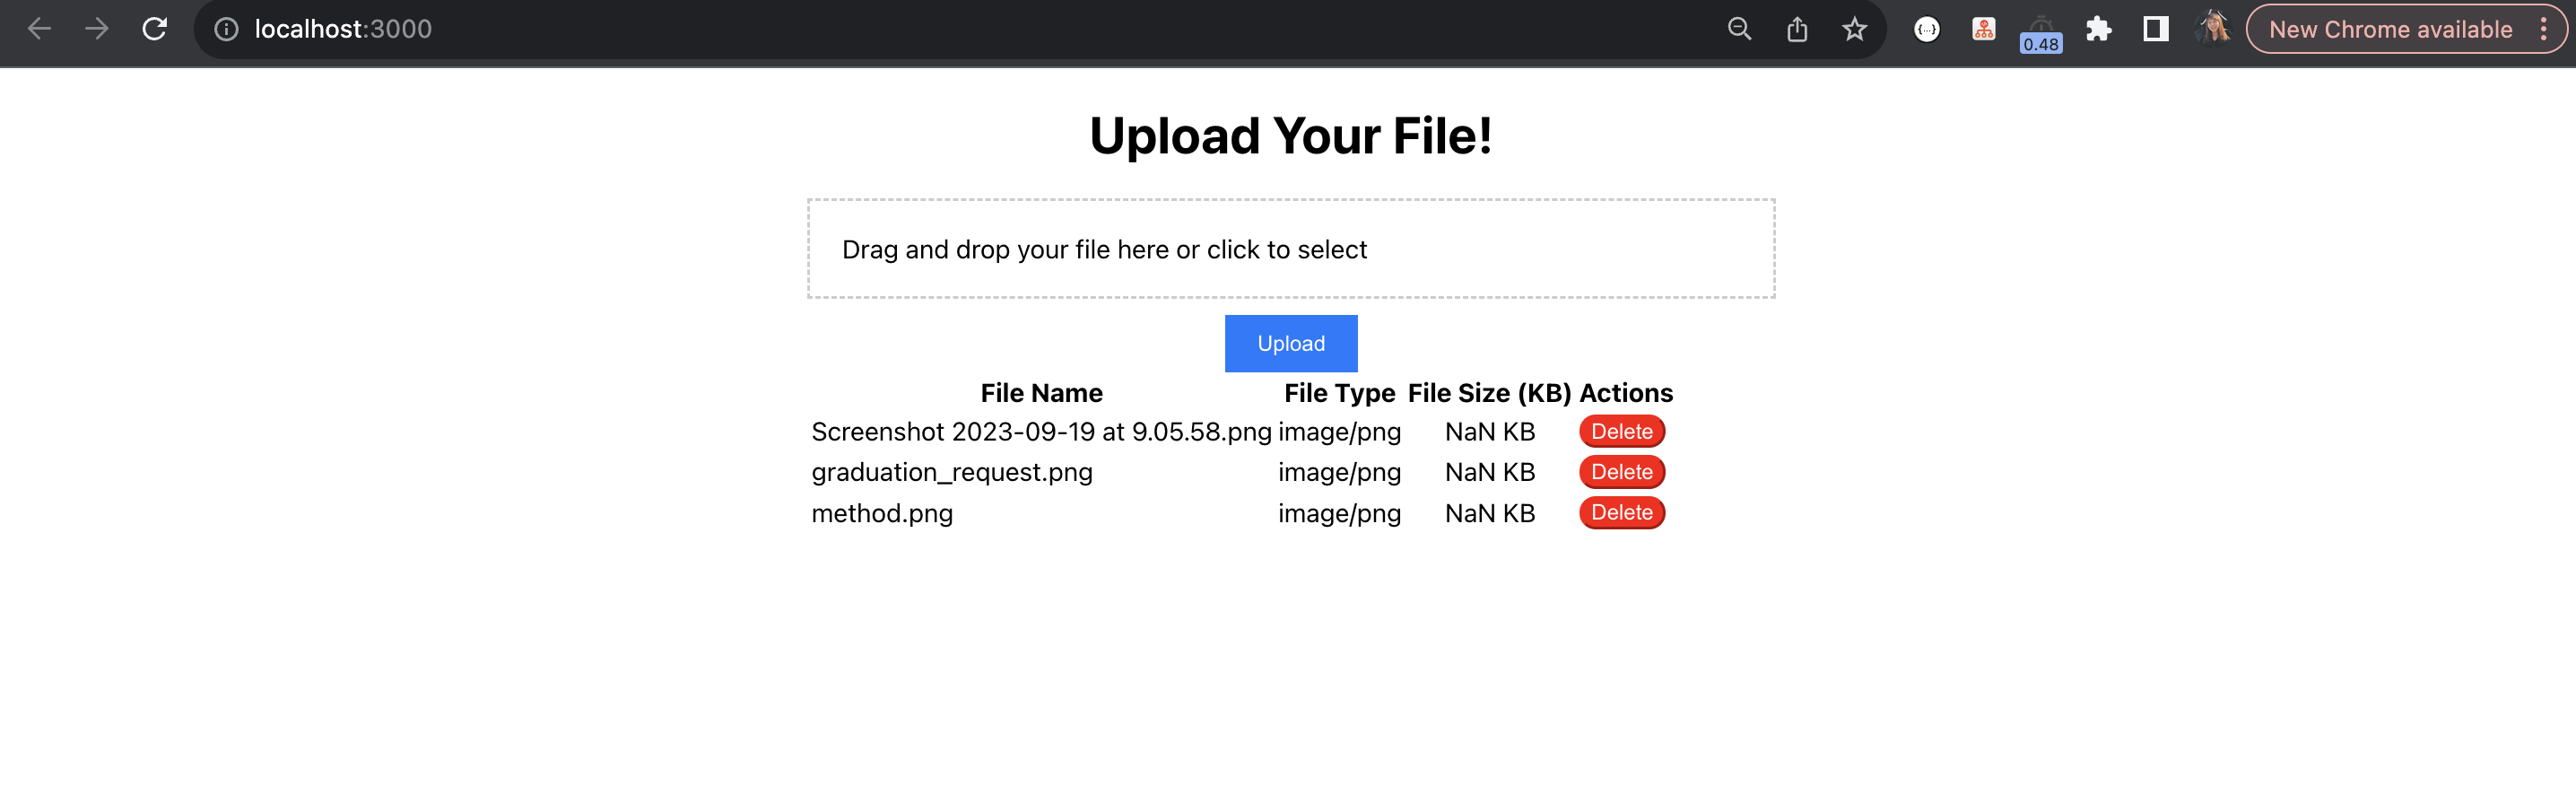 localhost:3000
0.48
New Chrome available
Upload Your File!
Drag and drop your file here or click to select
Upload
File Name File Type File Size (KB) Actions
Screenshot 2023-09-19 at 9.05.58.png image/png NaN KB Delete
graduation_request.png image/png NaN KB Delete
method.png image/png NaN KB Delete